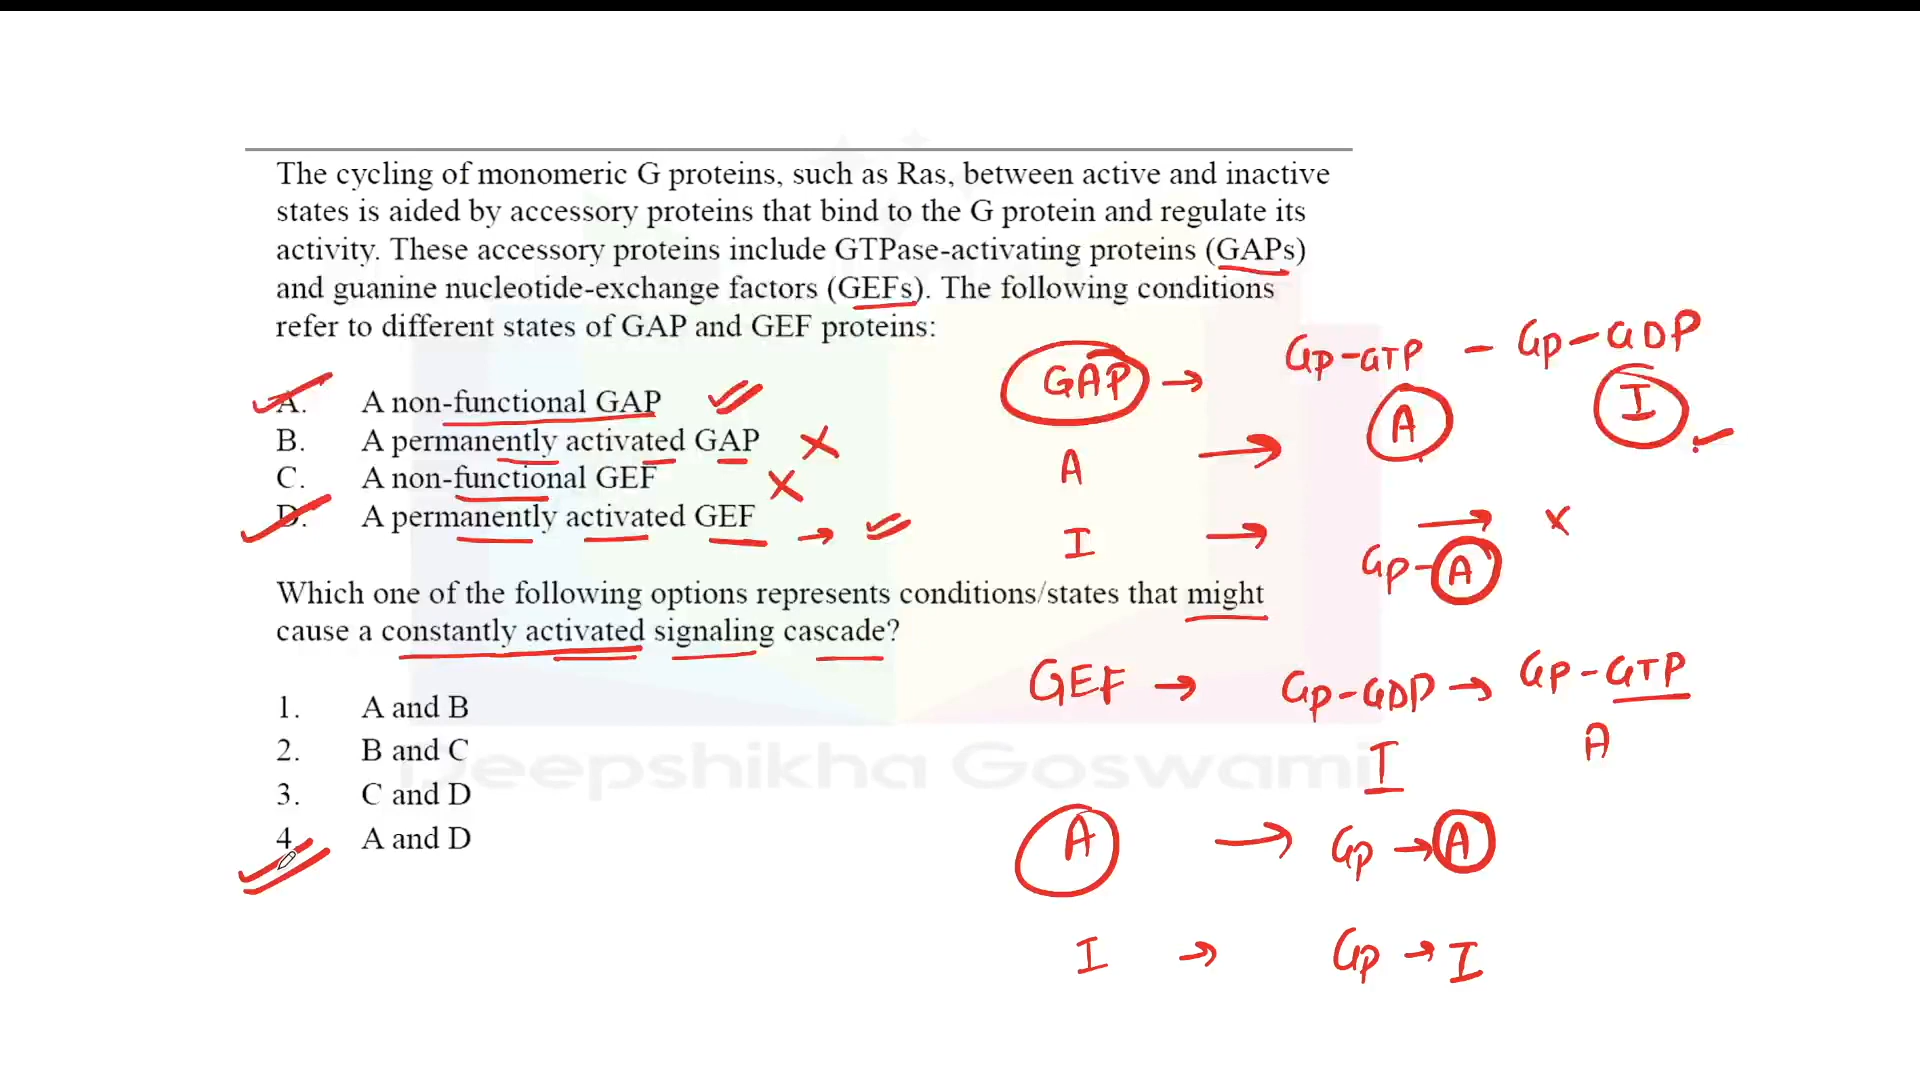 The cycling of monomeric G proteins, such as Ras, between active and inactive
states is aided by accessory proteins that bind to the G protein and regulate its
activity. These accessory proteins include GTPase-activating proteins (GAPs)
and guanine nucleotide-exchange factors (GEFs). The following conditions
refer to different states of GAP and GEF proteins:
A. A non-functional GAP
B. A permanently activated GAP
C. A non-functional GEF
D. A permanently activated GEF →
Which one of the following options represents conditions/states that might
cause a constantly activated signaling cascade?
1. A and B
2. B and C
3. C and D
4. A and D
GAP → Gp-GTP - Gp-GDP
A I
A →
I → Gp-A → x
GEF → Gp-GDP → Gp-GTP
I A
A → Gp → A
I → Gp → I
Deepshikha Goswami